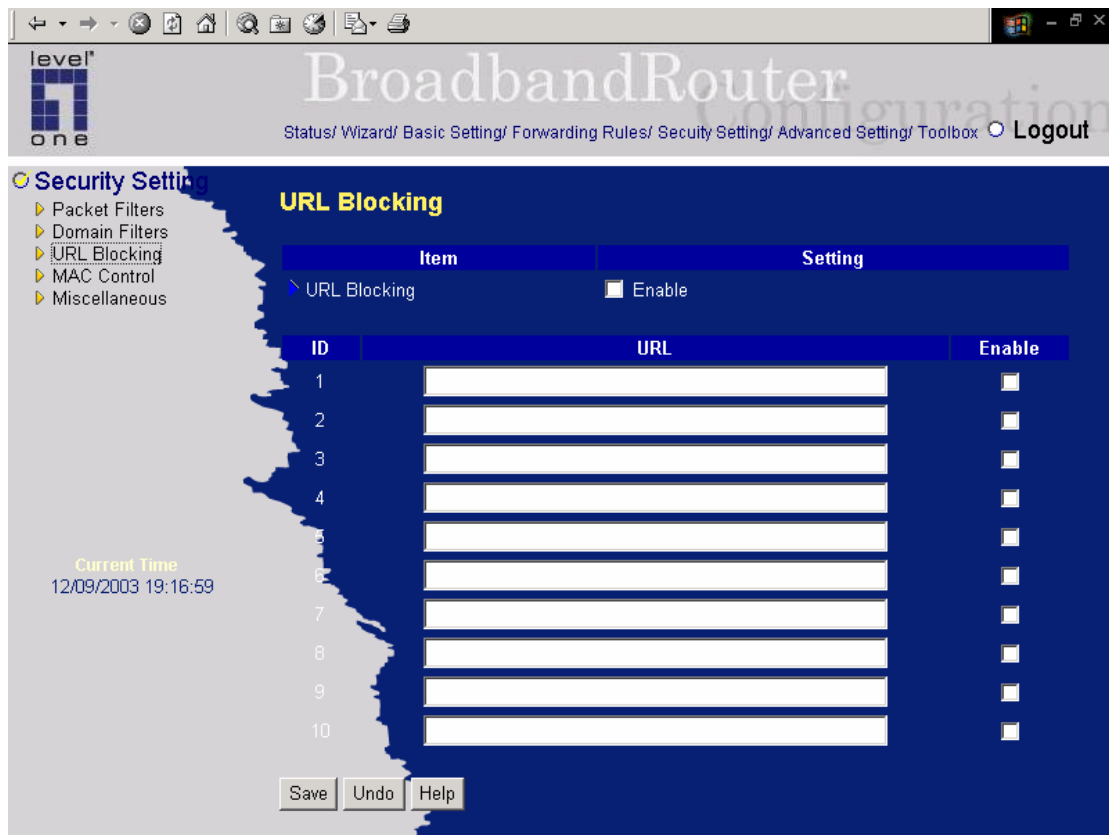 level
one
BroadbandRouter
Configuration
Status/ Wizard/ Basic Setting/ Forwarding Rules/ Secuity Setting/ Advanced Setting/ Toolbox Logout
Security Setting
Packet Filters
Domain Filters
URL Blocking
MAC Control
Miscellaneous
Current Time
12/09/2003 19:16:59
URL Blocking
Item Setting
URL Blocking Enable
ID URL Enable
1
2
3
4
5
6
7
8
9
10
Save Undo Help